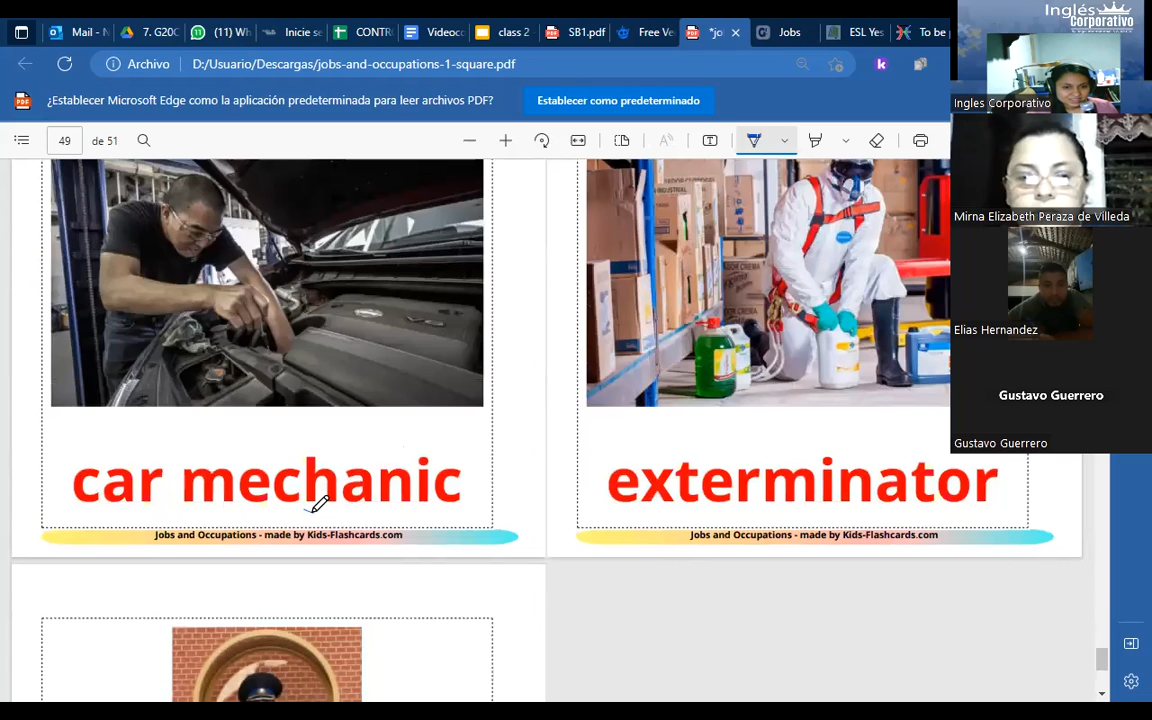 Mail - N
7. G20C
(11) Wh
Inicie se
CONTR
Videoco
class 2
SB1.pdf
Free Ve
*jo
Jobs
ESL Yes
To be
Archivo
D:/Usuario/Descargas/jobs-and-occupations-1-square.pdf
¿Establecer Microsoft Edge como la aplicación predeterminada para leer archivos PDF?
Establecer como predeterminado
49 de 51
Inglés
Corporativo
Ingles Corporativo
Mirna Elizabeth Peraza de Villeda
Elias Hernandez
Gustavo Guerrero
Gustavo Guerrero
car mechanic
exterminator
Jobs and Occupations - made by Kids-Flashcards.com
Jobs and Occupations - made by Kids-Flashcards.com